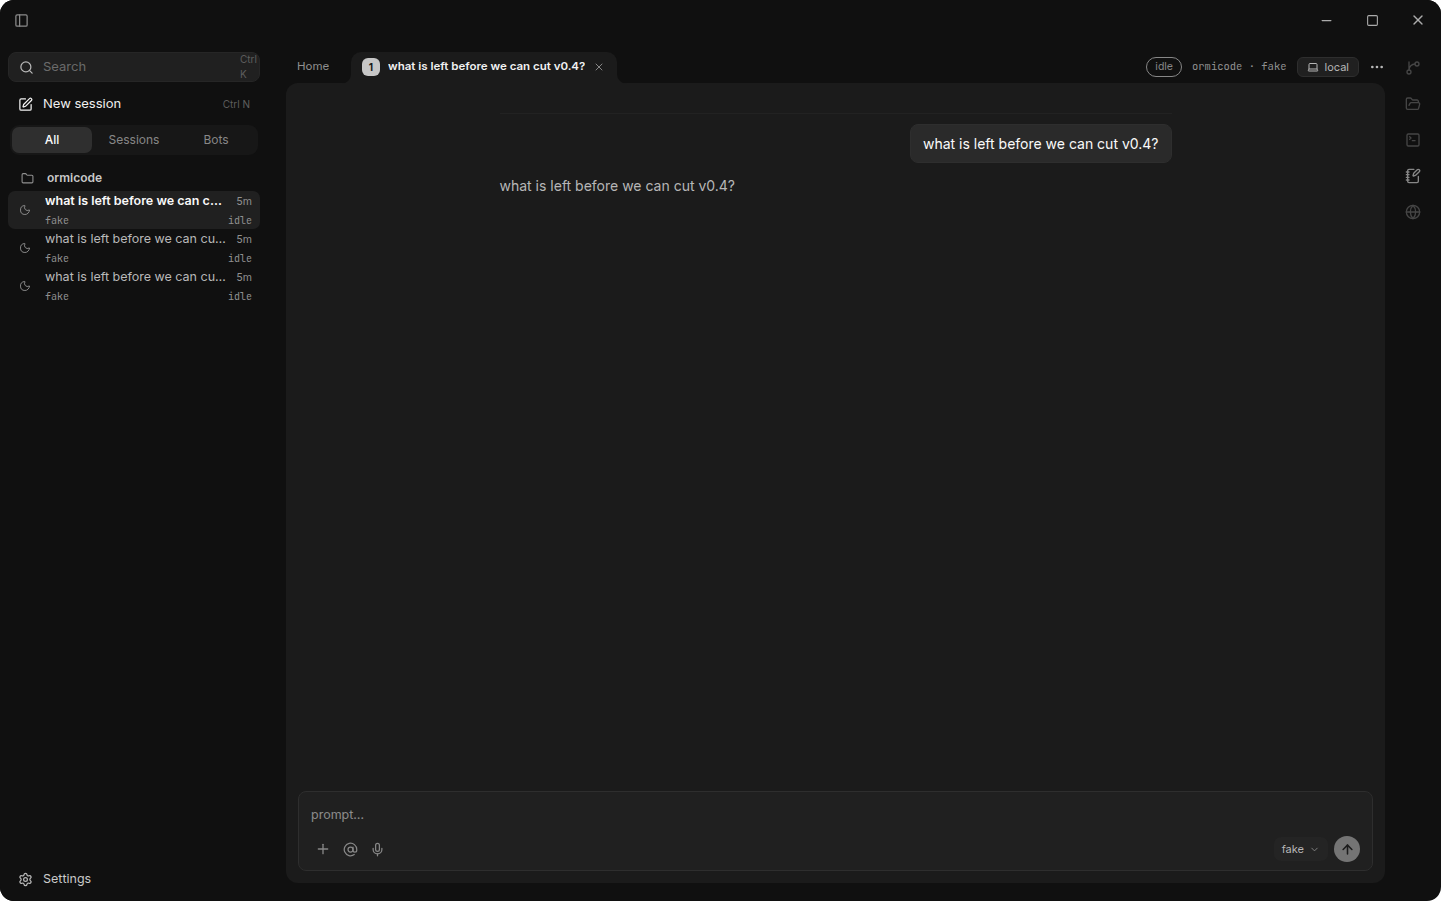 Search
Ctrl K
New session
Ctrl N
All
Sessions
Bots
ormicode
what is left before we can c...
5m
fake
idle
what is left before we can cu...
5m
fake
idle
what is left before we can cu...
5m
fake
idle
Settings
Home
1
what is left before we can cut v0.4?
idle
ormicode · fake
local
what is left before we can cut v0.4?
what is left before we can cut v0.4?
prompt...
fake